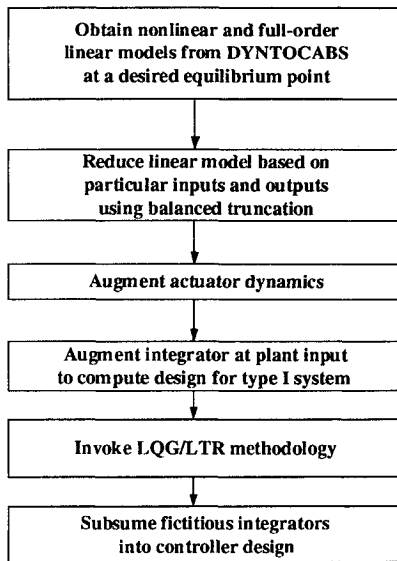 Obtain nonlinear and full-order
linear models from DYNTOCABS
at a desired equilibrium point
Reduce linear model based on
particular inputs and outputs
using balanced truncation
Augment actuator dynamics
Augment integrator at plant input
to compute design for type I system
Invoke LQG/LTR methodology
Subsume fictitious integrators
into controller design